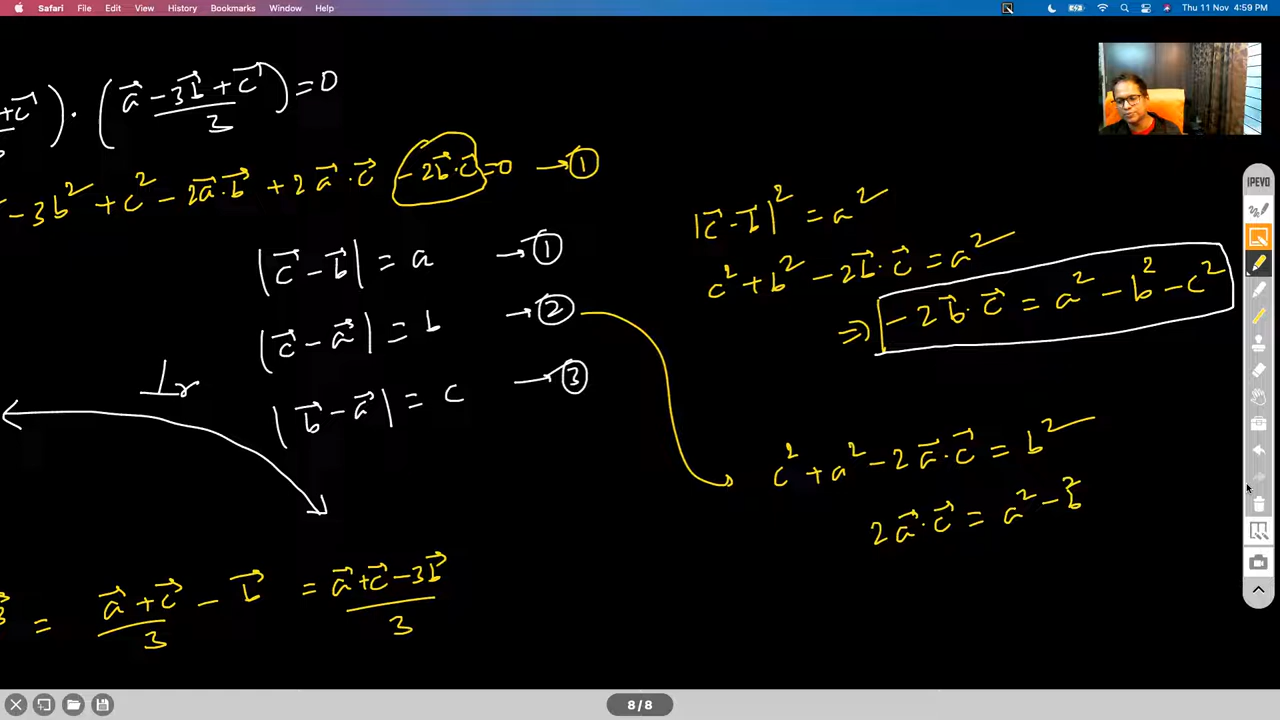 Safari File Edit View History Bookmarks Window Help Thu 11 Nov 4:59 PM
+c⃗) · (a⃗ − 3b⃗ + c⃗)/3) = 0
− 3b² + c² − 2a⃗·b⃗ + 2a⃗·c⃗ − 2b⃗·c⃗ = 0 → ①
|c⃗ − b⃗| = a → ①
|c⃗ − a⃗| = b → ②
|b⃗ − a⃗| = c → ③
⊥r
= (a⃗ + c⃗)/3 − b⃗ = (a⃗ + c⃗ − 3b⃗)/3
|c⃗ − b⃗|² = a²
c² + b² − 2b⃗·c⃗ = a²
⇒ − 2b⃗·c⃗ = a² − b² − c²
c² + a² − 2a⃗·c⃗ = b²
2a⃗·c⃗ = a² − b²
IPEVO
8 / 8